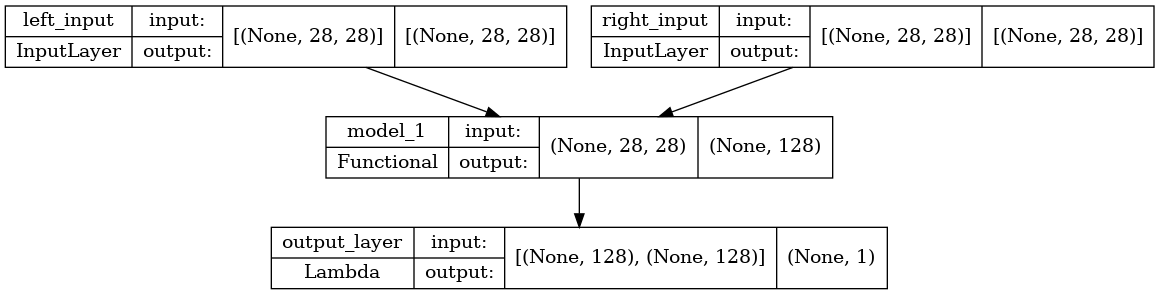 left_input input: [(None, 28, 28)] [(None, 28, 28)]
InputLayer output:
right_input input: [(None, 28, 28)] [(None, 28, 28)]
InputLayer output:
model_1 input: (None, 28, 28) (None, 128)
Functional output:
output_layer input: [(None, 128), (None, 128)] (None, 1)
Lambda output: